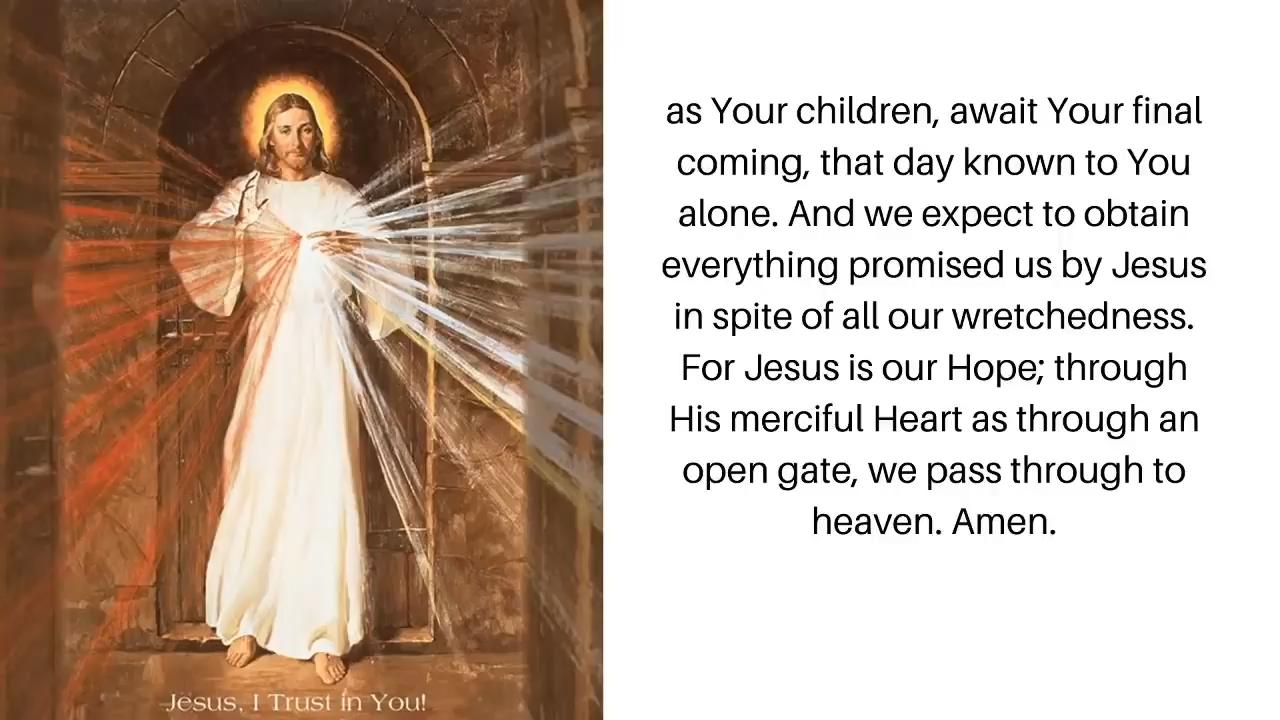 as Your children, await Your final
coming, that day known to You
alone. And we expect to obtain
everything promised us by Jesus
in spite of all our wretchedness.
For Jesus is our Hope; through
His merciful Heart as through an
open gate, we pass through to
heaven. Amen.
Jesus, I Trust in You!